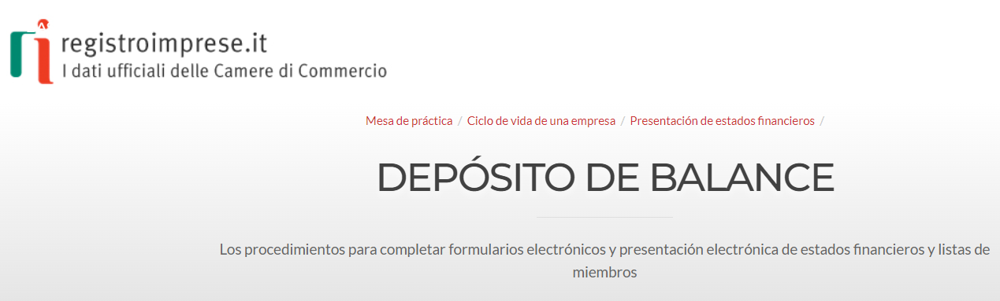 registroimprese.it
I dati ufficiali delle Camere di Commercio
Mesa de práctica / Ciclo de vida de una empresa / Presentación de estados financieros /
DEPÓSITO DE BALANCE
Los procedimientos para completar formularios electrónicos y presentación electrónica de estados financieros y listas de
miembros